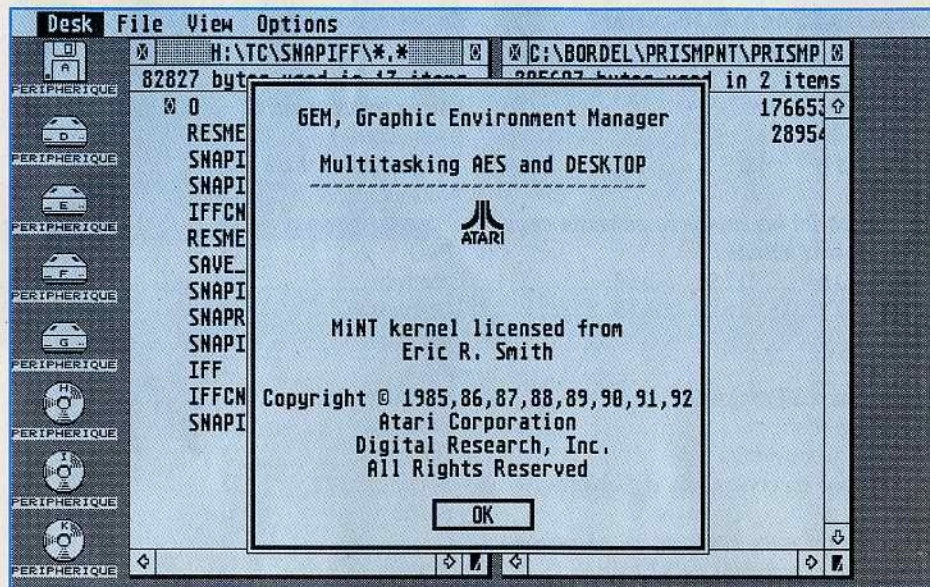 Desk File View Options
A
PERIPHERIQUE
D
PERIPHERIQUE
E
PERIPHERIQUE
F
PERIPHERIQUE
G
PERIPHERIQUE
H
PERIPHERIQUE
I
PERIPHERIQUE
K
PERIPHERIQUE
H:\TC\SNAPIFF\*.*
82827 bytes used in 17 items
O
RESME
SNAPI
SNAPI
IFFCN
RESME
SAVE_
SNAPI
SNAPR
SNAPI
IFF
IFFCN
SNAPI
C:\BORDEL\PRISMPNT\PRISMP
205607 bytes used in 2 items
176653
28954
GEM, Graphic Environment Manager
Multitasking AES and DESKTOP
ATARI
MiNT kernel licensed from
Eric R. Smith
Copyright © 1985,86,87,88,89,90,91,92
Atari Corporation
Digital Research, Inc.
All Rights Reserved
OK